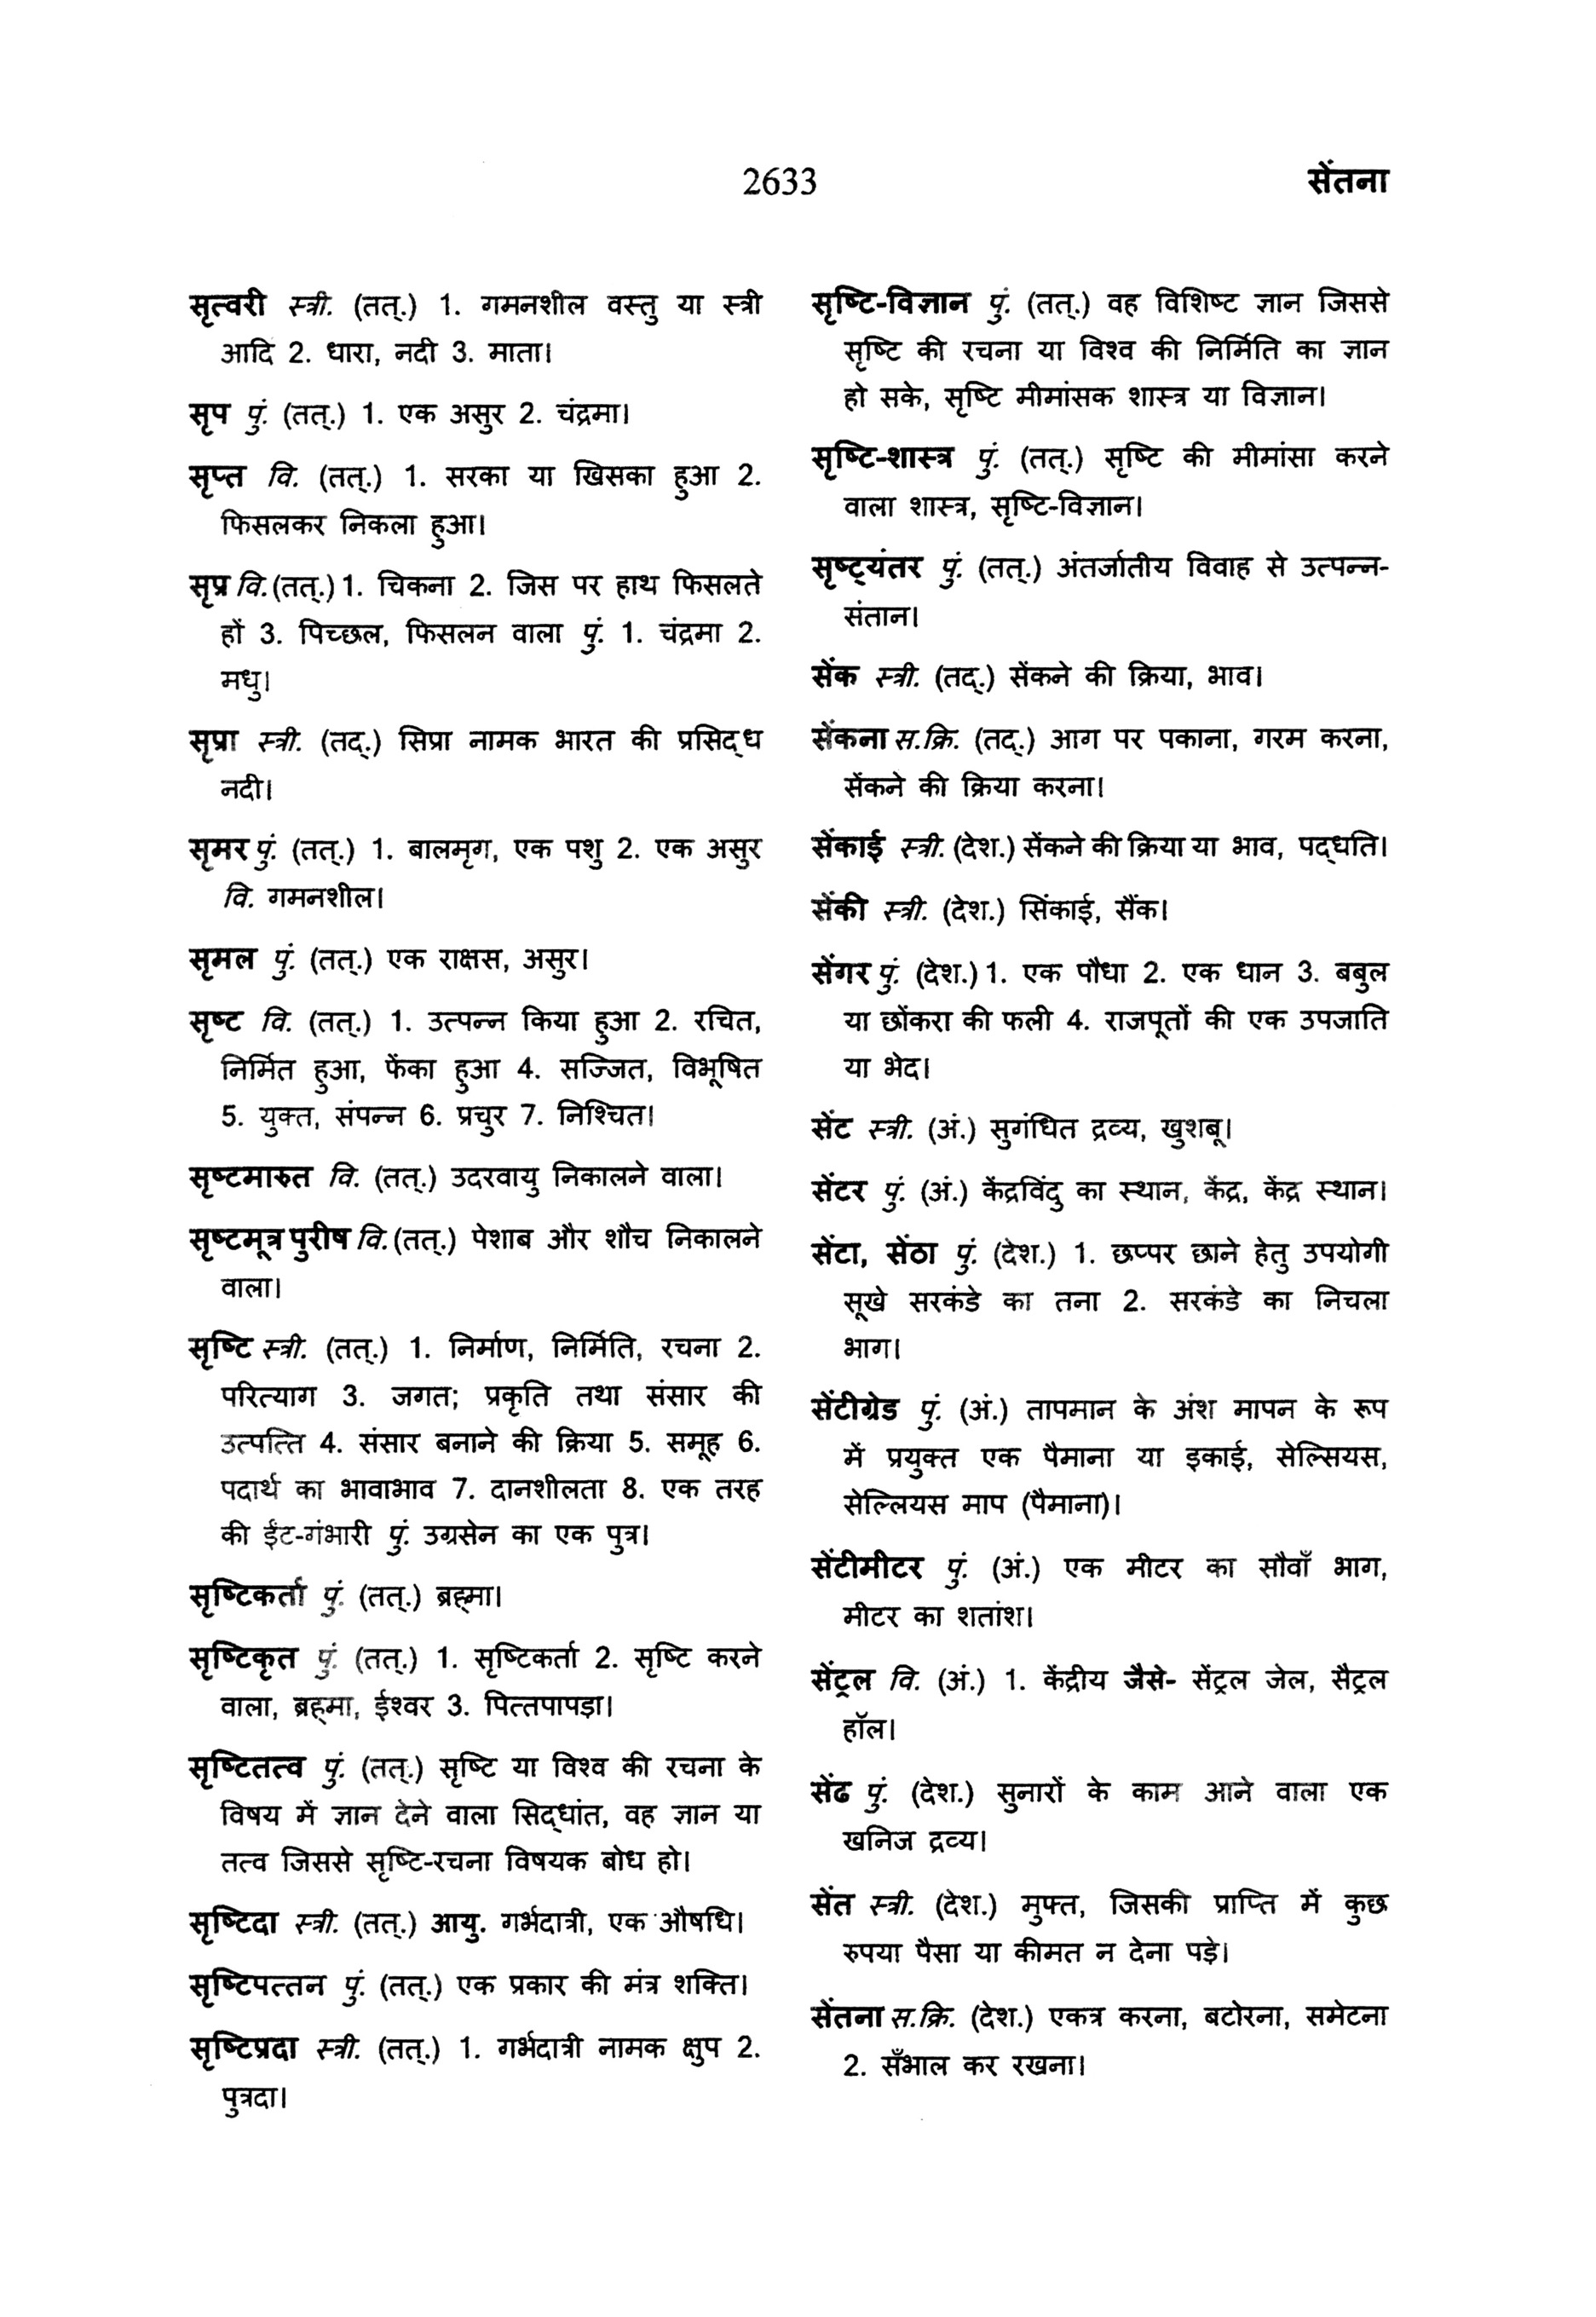 2633
सेंतना
सृत्वरी स्त्री. (तत्.) 1. गमनशील वस्तु या स्त्री
आदि 2. धारा, नदी 3. माता।
सृप पुं. (तत्.) 1. एक असुर 2. चंद्रमा।
सृप्त वि. (तत्.) 1. सरका या खिसका हुआ 2.
फिसलकर निकला हुआ।
सृप्र वि.(तत्.) 1. चिकना 2. जिस पर हाथ फिसलते
हों 3. पिच्छल, फिसलन वाला पुं. 1. चंद्रमा 2.
मधु।
सृप्रा स्त्री. (तद्.) सिप्रा नामक भारत की प्रसिद्ध
नदी।
सृमर पुं. (तत्.) 1. बालमृग, एक पशु 2. एक असुर
वि. गमनशील।
सृमल पुं. (तत्.) एक राक्षस, असुर।
सृष्ट वि. (तत्.) 1. उत्पन्न किया हुआ 2. रचित,
निर्मित हुआ, फेंका हुआ 4. सज्जित, विभूषित
5. युक्त, संपन्न 6. प्रचुर 7. निश्चित।
सृष्टमारुत वि. (तत्.) उदरवायु निकालने वाला।
सृष्टमूत्र पुरीष वि.(तत्.) पेशाब और शौच निकालने
वाला।
सृष्टि स्त्री. (तत्.) 1. निर्माण, निर्मिति, रचना 2.
परित्याग 3. जगत; प्रकृति तथा संसार की
उत्पत्ति 4. संसार बनाने की क्रिया 5. समूह 6.
पदार्थ का भावाभाव 7. दानशीलता 8. एक तरह
की ईंट-गंभारी पुं. उग्रसेन का एक पुत्र।
सृष्टिकर्ता पुं. (तत्.) ब्रह्मा।
सृष्टिकृत पुं. (तत्.) 1. सृष्टिकर्ता 2. सृष्टि करने
वाला, ब्रह्मा, ईश्वर 3. पित्तपापड़ा।
सृष्टितत्व पुं. (तत्.) सृष्टि या विश्व की रचना के
विषय में ज्ञान देने वाला सिद्धांत, वह ज्ञान या
तत्व जिससे सृष्टि-रचना विषयक बोध हो।
सृष्टिदा स्त्री. (तत्.) आयु. गर्भदात्री, एक औषधि।
सृष्टिपत्तन पुं. (तत्.) एक प्रकार की मंत्र शक्ति।
सृष्टिप्रदा स्त्री. (तत्.) 1. गर्भदात्री नामक क्षुप 2.
पुत्रदा।
सृष्टि-विज्ञान पुं. (तत्.) वह विशिष्ट ज्ञान जिससे
सृष्टि की रचना या विश्व की निर्मिति का ज्ञान
हो सके, सृष्टि मीमांसक शास्त्र या विज्ञान।
सृष्टि-शास्त्र पुं. (तत्.) सृष्टि की मीमांसा करने
वाला शास्त्र, सृष्टि-विज्ञान।
सृष्ट्यंतर पुं. (तत्.) अंतर्जातीय विवाह से उत्पन्न-
संतान।
सेंक स्त्री. (तद्.) सेंकने की क्रिया, भाव।
सेंकना स.क्रि. (तद्.) आग पर पकाना, गरम करना,
सेंकने की क्रिया करना।
सेंकाई स्त्री. (देश.) सेंकने की क्रिया या भाव, पद्धति।
सेंकी स्त्री. (देश.) सिंकाई, सैंक।
सेंगर पुं. (देश.) 1. एक पौधा 2. एक धान 3. बबुल
या छोंकरा की फली 4. राजपूतों की एक उपजाति
या भेद।
सेंट स्त्री. (अं.) सुगंधित द्रव्य, खुशबू।
सेंटर पुं. (अं.) केंद्रविंदु का स्थान, केंद्र, केंद्र स्थान।
सेंटा, सेंठा पुं. (देश.) 1. छप्पर छाने हेतु उपयोगी
सूखे सरकंडे का तना 2. सरकंडे का निचला
भाग।
सेंटीग्रेड पुं. (अं.) तापमान के अंश मापन के रूप
में प्रयुक्त एक पैमाना या इकाई, सेल्सियस,
सेल्लियस माप (पैमाना)।
सेंटीमीटर पुं. (अं.) एक मीटर का सौवाँ भाग,
मीटर का शतांश।
सेंट्रल वि. (अं.) 1. केंद्रीय जैसे- सेंट्रल जेल, सैट्रल
हॉल।
सेंढ पुं. (देश.) सुनारों के काम आने वाला एक
खनिज द्रव्य।
सेंत स्त्री. (देश.) मुफ्त, जिसकी प्राप्ति में कुछ
रुपया पैसा या कीमत न देना पड़े।
सेंतना स.क्रि. (देश.) एकत्र करना, बटोरना, समेटना
2. सँभाल कर रखना।